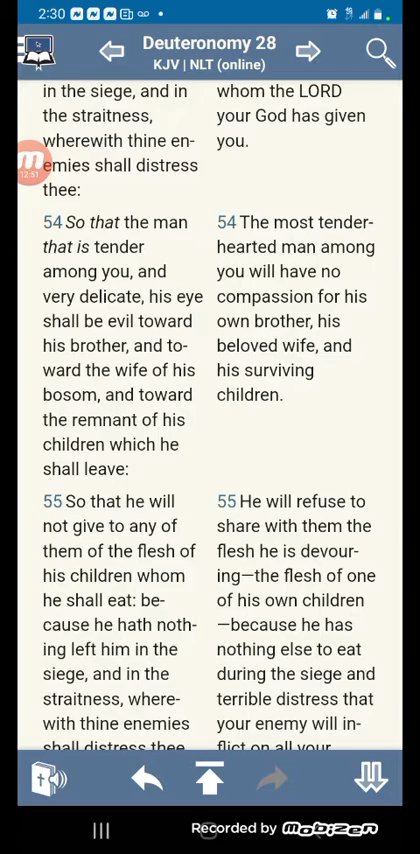 2:30
Deuteronomy 28
KJV | NLT (online)
in the siege, and in
the straitness,
wherewith thine en-
emies shall distress
thee:
whom the LORD
your God has given
you.
12:51
54 So that the man
that is tender
among you, and
very delicate, his eye
shall be evil toward
his brother, and to-
ward the wife of his
bosom, and toward
the remnant of his
children which he
shall leave:
54 The most tender-
hearted man among
you will have no
compassion for his
own brother, his
beloved wife, and
his surviving
children.
55 So that he will
not give to any of
them of the flesh of
his children whom
he shall eat: be-
cause he hath noth-
ing left him in the
siege, and in the
straitness, where-
with thine enemies
shall distress thee
55 He will refuse to
share with them the
flesh he is devour-
ing—the flesh of one
of his own children
—because he has
nothing else to eat
during the siege and
terrible distress that
your enemy will in-
flict on all your
Recorded by mobizen